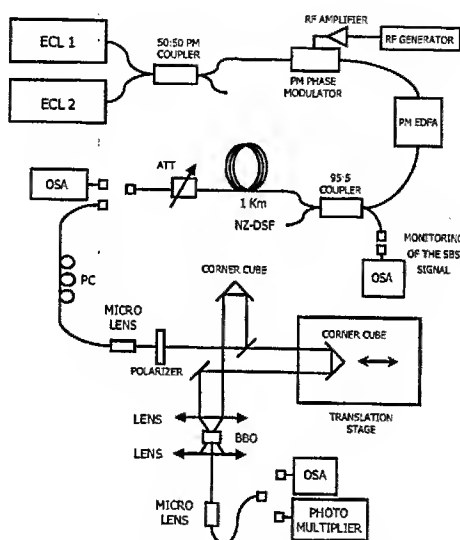 ECL 1
ECL 2
50:50 PM
COUPLER
RF AMPLIFIER
RF GENERATOR
PM PHASE
MODULATOR
PM EDFA
OSA
ATT
1 Km
NZ-DSF
95:5
COUPLER
MONITORING
OF THE SBS
SIGNAL
OSA
PC
MICRO
LENS
POLARIZER
CORNER CUBE
CORNER CUBE
TRANSLATION
STAGE
LENS
BBO
LENS
MICRO
LENS
OSA
PHOTO
MULTIPLIER